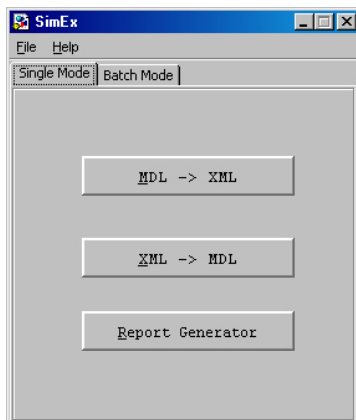 SimEx
File Help
Single Mode Batch Mode
MDL -> XML
XML -> MDL
Report Generator